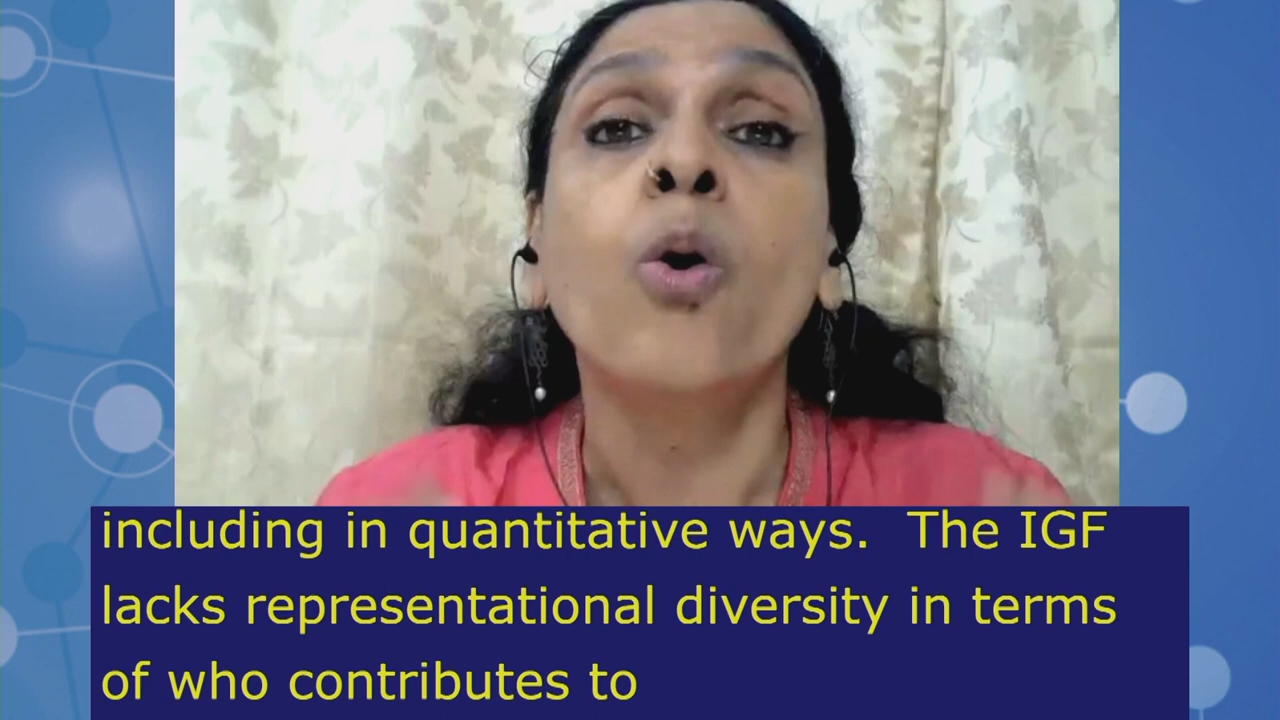 including in quantitative ways.  The IGF
lacks representational diversity in terms
of who contributes to